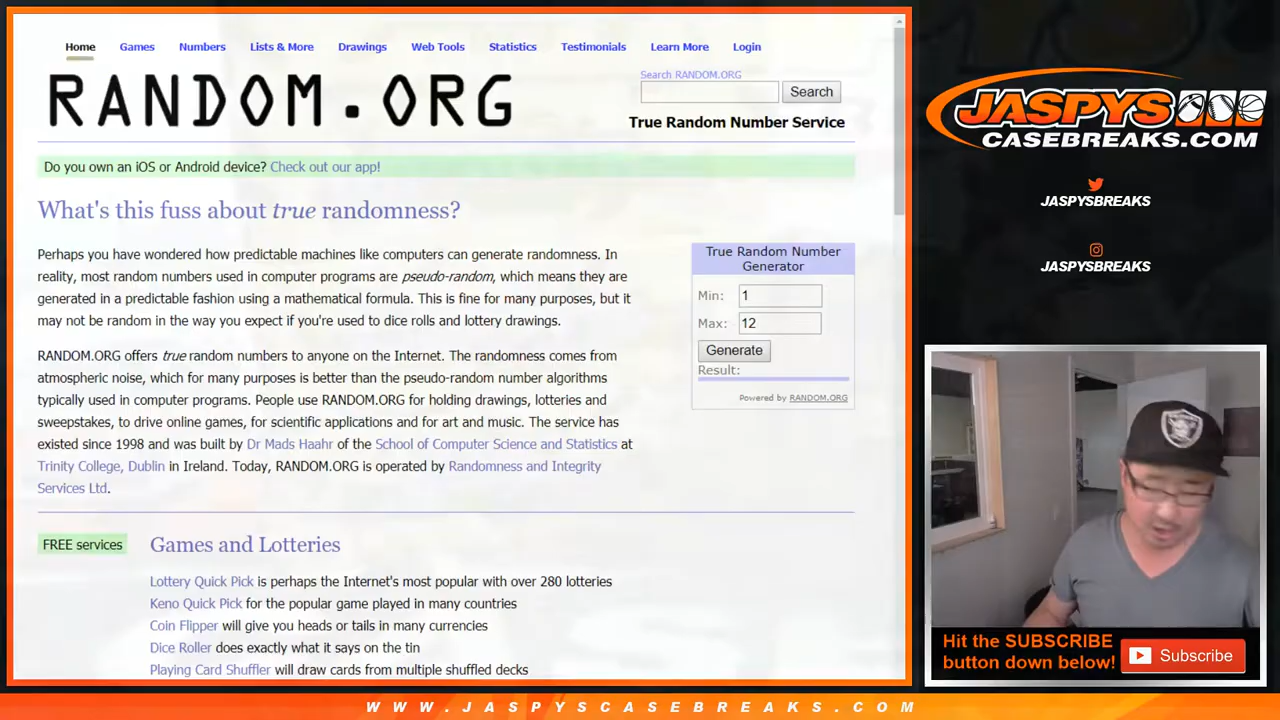 Home Games Numbers Lists & More Drawings Web Tools Statistics Testimonials Learn More Login
RANDOM.ORG
Search RANDOM.ORG
Search
True Random Number Service
Do you own an iOS or Android device? Check out our app!
What's this fuss about true randomness?
Perhaps you have wondered how predictable machines like computers can generate randomness. In
reality, most random numbers used in computer programs are pseudo-random, which means they are
generated in a predictable fashion using a mathematical formula. This is fine for many purposes, but it
may not be random in the way you expect if you're used to dice rolls and lottery drawings.
RANDOM.ORG offers true random numbers to anyone on the Internet. The randomness comes from
atmospheric noise, which for many purposes is better than the pseudo-random number algorithms
typically used in computer programs. People use RANDOM.ORG for holding drawings, lotteries and
sweepstakes, to drive online games, for scientific applications and for art and music. The service has
existed since 1998 and was built by Dr Mads Haahr of the School of Computer Science and Statistics at
Trinity College, Dublin in Ireland. Today, RANDOM.ORG is operated by Randomness and Integrity
Services Ltd.
True Random Number
Generator
Min: 1
Max: 12
Generate
Result:
Powered by RANDOM.ORG
FREE services
Games and Lotteries
Lottery Quick Pick is perhaps the Internet's most popular with over 280 lotteries
Keno Quick Pick for the popular game played in many countries
Coin Flipper will give you heads or tails in many currencies
Dice Roller does exactly what it says on the tin
Playing Card Shuffler will draw cards from multiple shuffled decks
JASPYS
CASEBREAKS.COM
JASPYSBREAKS
JASPYSBREAKS
Hit the SUBSCRIBE
button down below!
Subscribe
WWW.JASPYSCASEBREAKS.COM